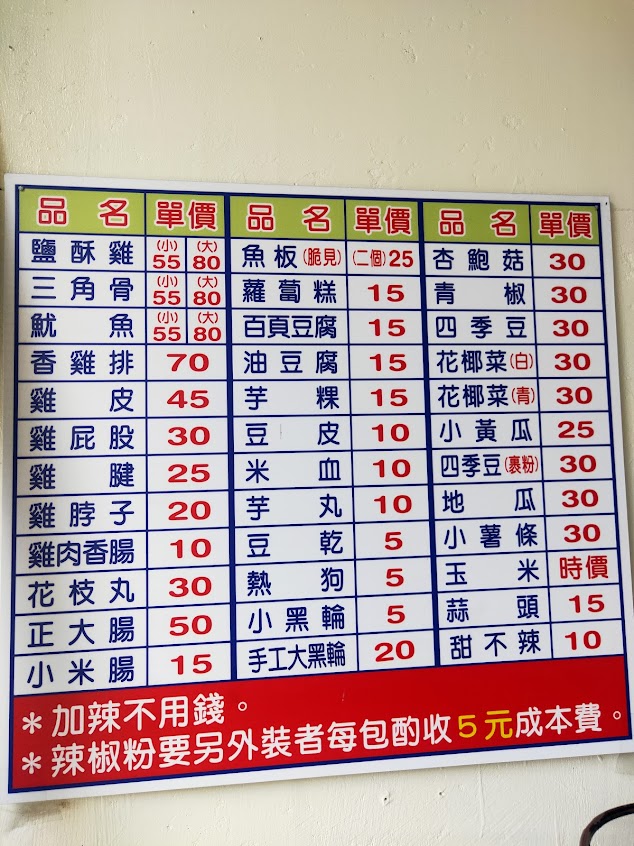 品名 單價 品名 單價 品名 單價
鹽酥雞 (小)55 (大)80 魚板(脆見) (二個)25 杏鮑菇 30
三角骨 (小)55 (大)80 蘿蔔糕 15 青椒 30
魷魚 (小)55 (大)80 百頁豆腐 15 四季豆 30
香雞排 70 油豆腐 15 花椰菜(白) 30
雞皮 45 芋粿 15 花椰菜(青) 30
雞屁股 30 豆皮 10 小黃瓜 25
雞腱 25 米血 10 四季豆(裹粉) 30
雞脖子 20 芋丸 10 地瓜 30
雞肉香腸 10 豆乾 5 小薯條 30
花枝丸 30 熱狗 5 玉米 時價
正大腸 50 小黑輪 5 蒜頭 15
小米腸 15 手工大黑輪 20 甜不辣 10
＊加辣不用錢。
＊辣椒粉要另外裝者每包酌收5元成本費。